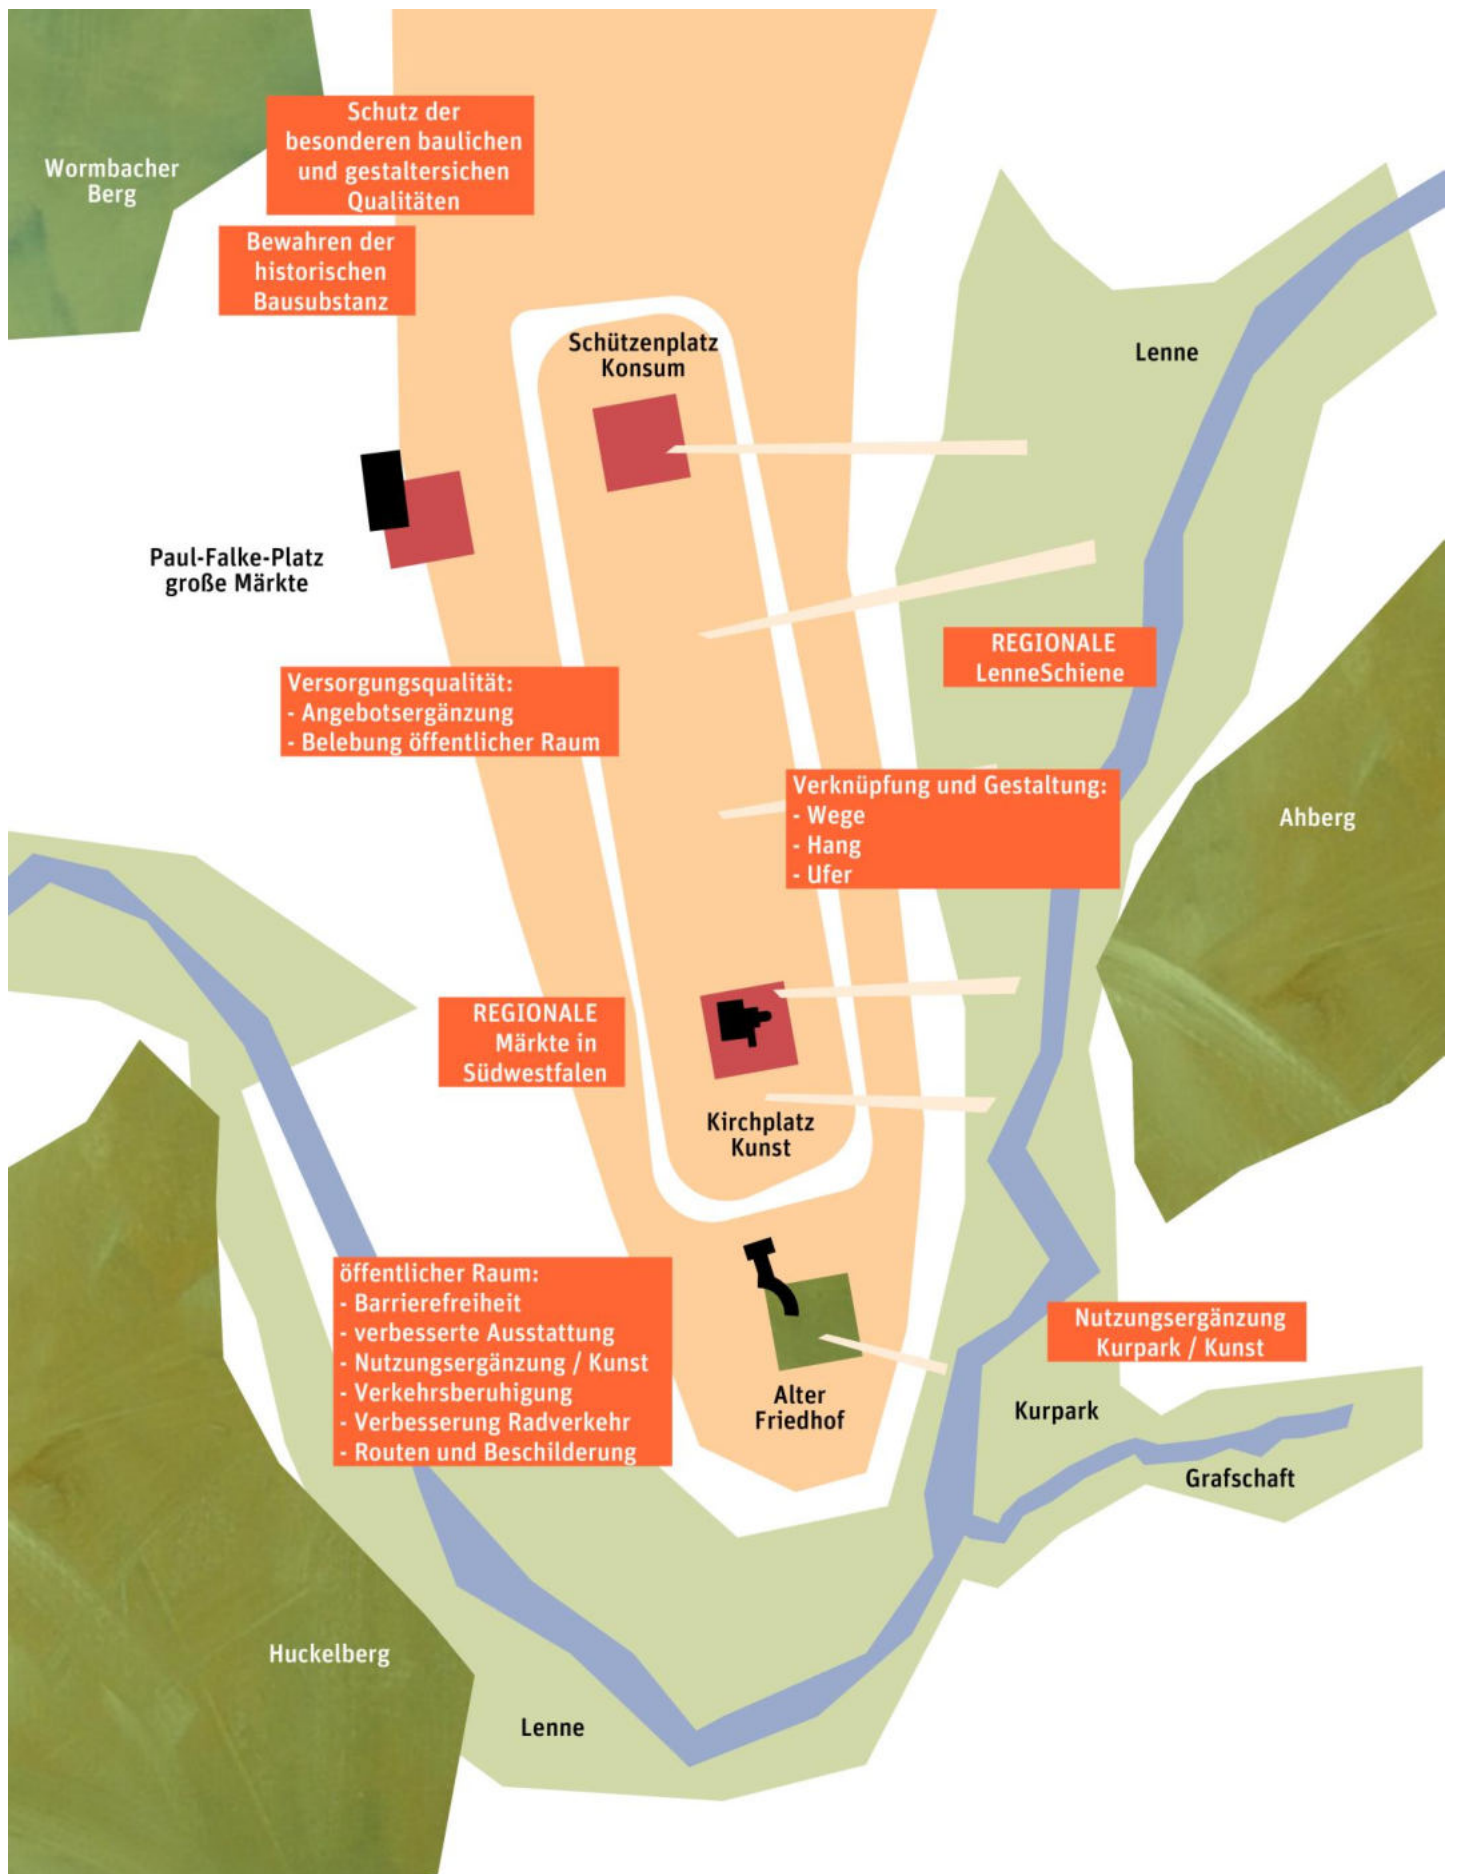 Schutz der
besonderen baulichen
und gestaltersichen
Qualitäten
Wormbacher
Berg
Bewahren der
historischen
Bausubstanz
Schützenplatz
Konsum
Lenne
Paul-Falke-Platz
große Märkte
REGIONALE
LenneSchiene
Versorgungsqualität:
- Angebotsergänzung
- Belebung öffentlicher Raum
Verknüpfung und Gestaltung:
- Wege
- Hang
- Ufer
Ahberg
REGIONALE
Märkte in
Südwestfalen
Kirchplatz
Kunst
öffentlicher Raum:
- Barrierefreiheit
- verbesserte Ausstattung
- Nutzungsergänzung / Kunst
- Verkehrsberuhigung
- Verbesserung Radverkehr
- Routen und Beschilderung
Nutzungsergänzung
Kurpark / Kunst
Alter
Friedhof
Kurpark
Grafschaft
Huckelberg
Lenne